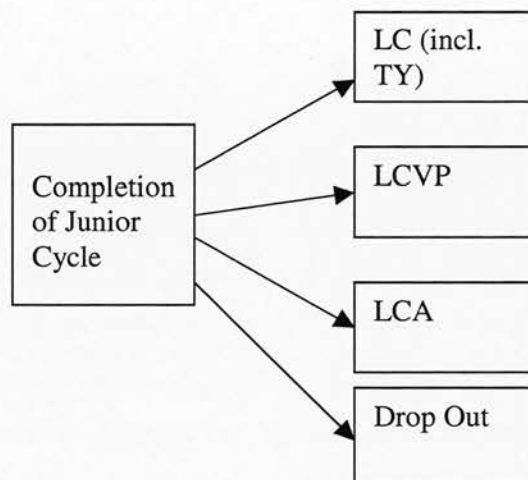 LC (incl.
TY)
Completion
of Junior
Cycle
LCVP
LCA
Drop Out